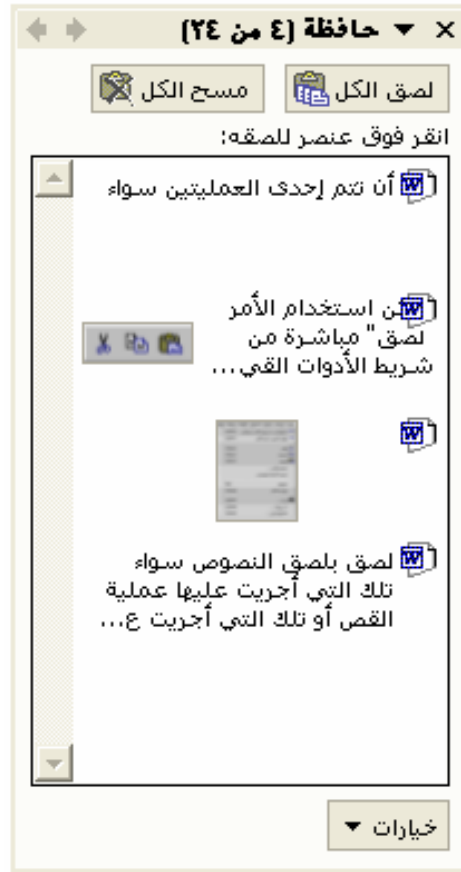 حافظة (٤ من ٢٤)
لصق الكل
مسح الكل
انقر فوق عنصر للصقه:
أن تتم إحدى العمليتين سواء
استخدام الأمر
لصق" مباشرة من
شريط الأدوات القي...
لصق بلصق النصوص سواء
تلك التي أجريت عليها عملية
القص أو تلك التي أجريت ع...
خيارات